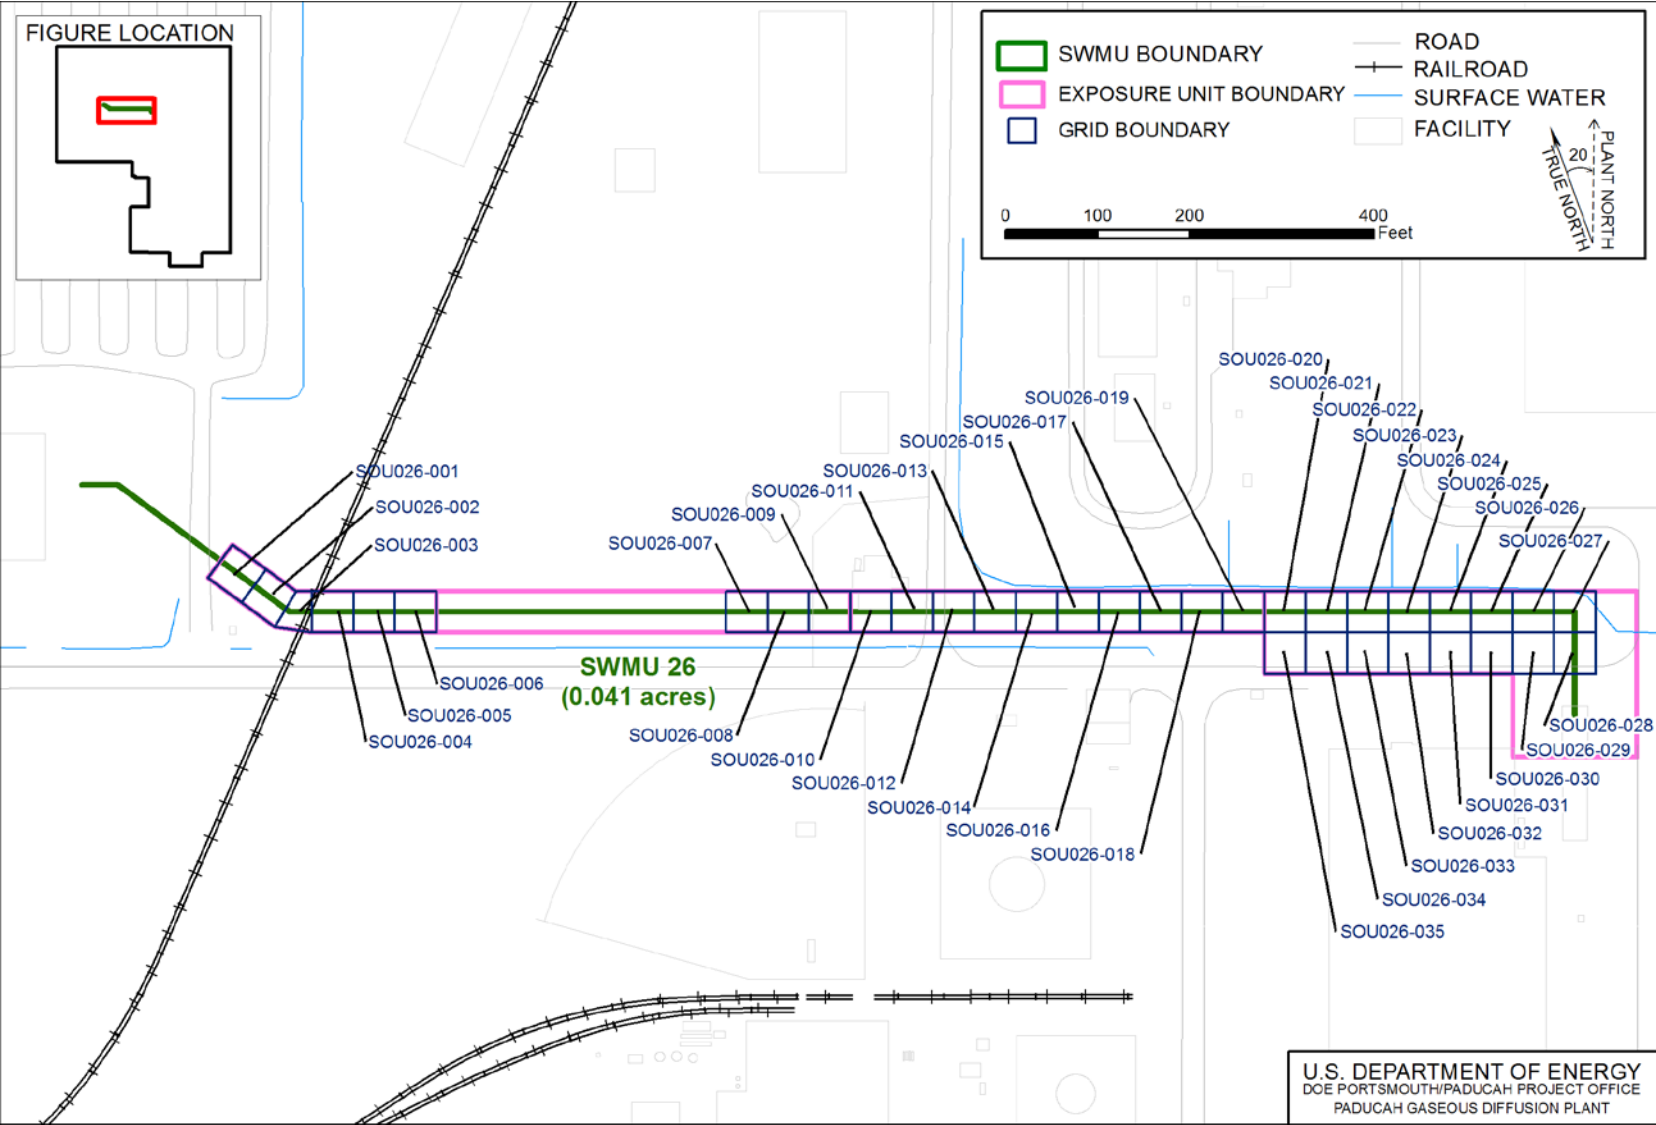 FIGURE LOCATION
SWMU BOUNDARY
EXPOSURE UNIT BOUNDARY
GRID BOUNDARY
ROAD
RAILROAD
SURFACE WATER
FACILITY
TRUE NORTH
20
PLANT NORTH
0 100 200 400
Feet
SOU026-020
SOU026-021
SOU026-019
SOU026-022
SOU026-017
SOU026-023
SOU026-015
SOU026-024
SOU026-001
SOU026-013
SOU026-025
SOU026-011
SOU026-002
SOU026-009
SOU026-026
SOU026-003
SOU026-007
SOU026-027
SWMU 26
(0.041 acres)
SOU026-006
SOU026-005
SOU026-004
SOU026-008
SOU026-010
SOU026-012
SOU026-014
SOU026-016
SOU026-018
SOU026-028
SOU026-029
SOU026-030
SOU026-031
SOU026-032
SOU026-033
SOU026-034
SOU026-035
U.S. DEPARTMENT OF ENERGY
DOE PORTSMOUTH/PADUCAH PROJECT OFFICE
PADUCAH GASEOUS DIFFUSION PLANT